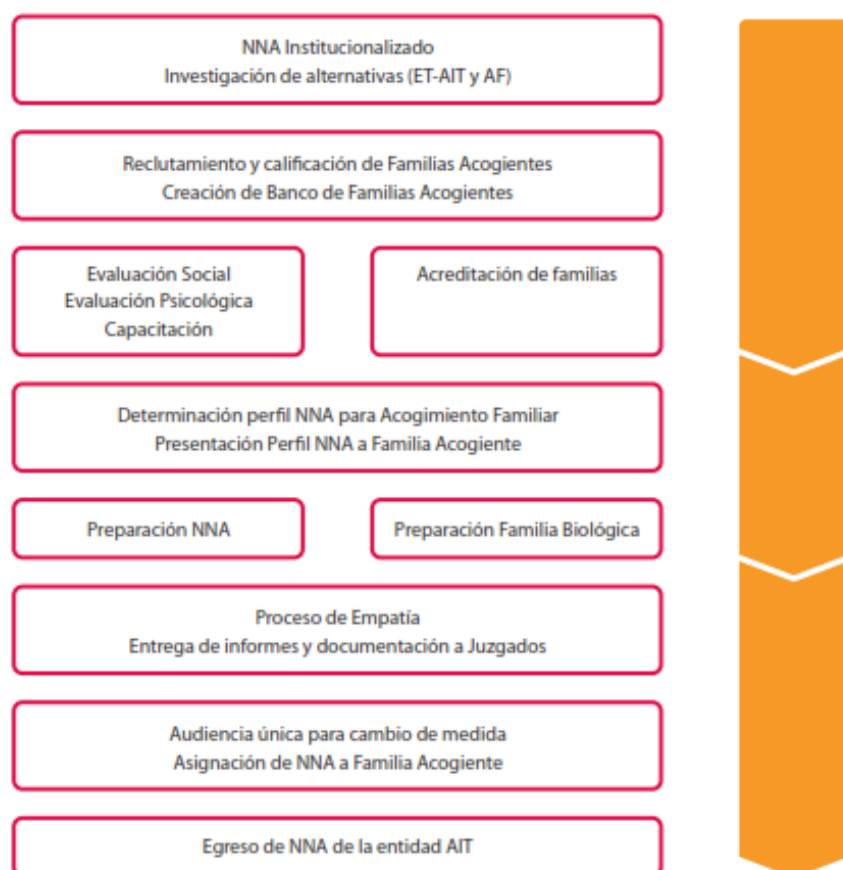 NNA Institucionalizado
Investigación de alternativas (ET-AIT y AF)
Reclutamiento y calificación de Familias Acogientes
Creación de Banco de Familias Acogientes
Evaluación Social
Evaluación Psicológica
Capacitación
Acreditación de familias
Determinación perfil NNA para Acogimiento Familiar
Presentación Perfil NNA a Familia Acogiente
Preparación NNA
Preparación Familia Biológica
Proceso de Empatía
Entrega de informes y documentación a Juzgados
Audiencia única para cambio de medida
Asignación de NNA a Familia Acogiente
Egreso de NNA de la entidad AIT